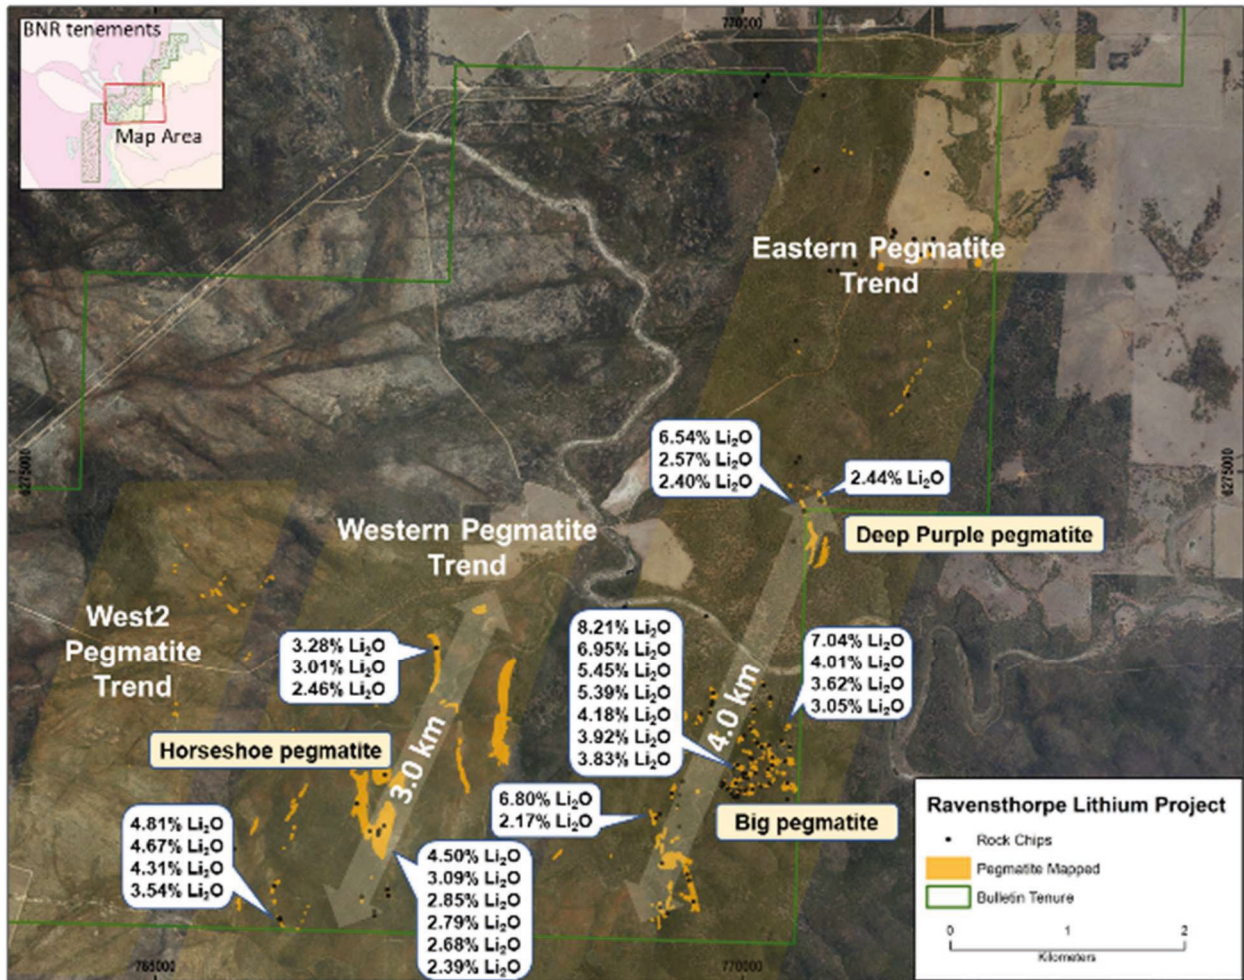 BNR tenements
Map Area
770000
Eastern Pegmatite
Trend
6275000
6275000
6.54% Li₂O
2.57% Li₂O
2.40% Li₂O
2.44% Li₂O
Deep Purple pegmatite
Western Pegmatite
Trend
West2
Pegmatite
Trend
3.28% Li₂O
3.01% Li₂O
2.46% Li₂O
8.21% Li₂O
6.95% Li₂O
5.45% Li₂O
5.39% Li₂O
4.18% Li₂O
3.92% Li₂O
3.83% Li₂O
7.04% Li₂O
4.01% Li₂O
3.62% Li₂O
3.05% Li₂O
4.0 km
Horseshoe pegmatite
3.0 km
6.80% Li₂O
2.17% Li₂O
Big pegmatite
4.81% Li₂O
4.67% Li₂O
4.31% Li₂O
3.54% Li₂O
4.50% Li₂O
3.09% Li₂O
2.85% Li₂O
2.79% Li₂O
2.68% Li₂O
2.39% Li₂O
Ravensthorpe Lithium Project
Rock Chips
Pegmatite Mapped
Bulletin Tenure
0 1 2
Kilometers
765000
770000